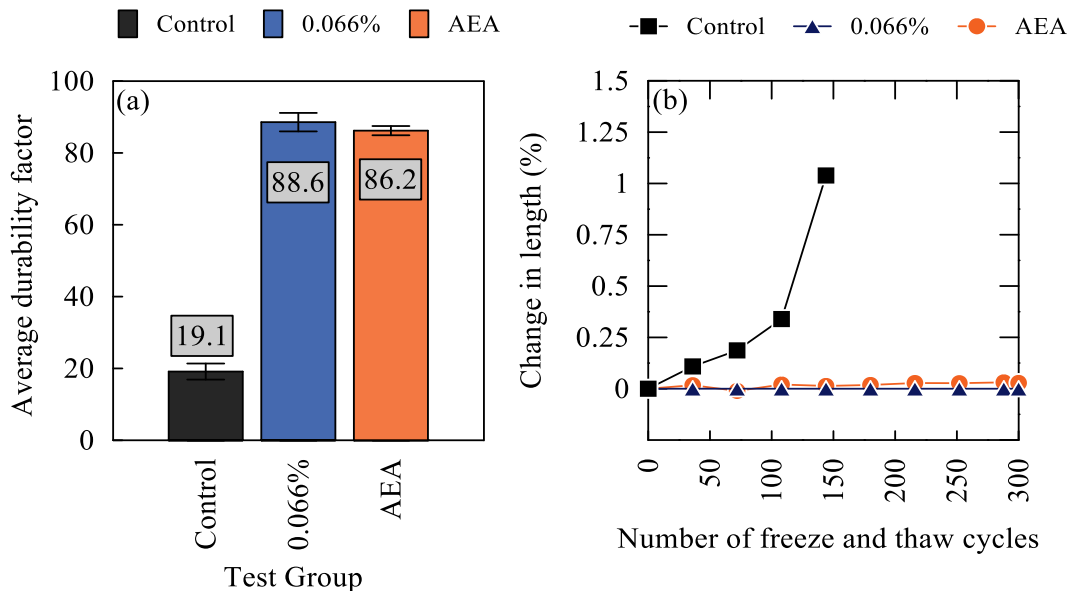 Control 0.066% AEA
(a)
Average durability factor
100
80
60
40
20
0
19.1
88.6
86.2
Control
0.066%
AEA
Test Group
Control 0.066% AEA
(b)
Change in length (%)
1.5
1.25
1
0.75
0.5
0.25
0
0
50
100
150
200
250
300
Number of freeze and thaw cycles